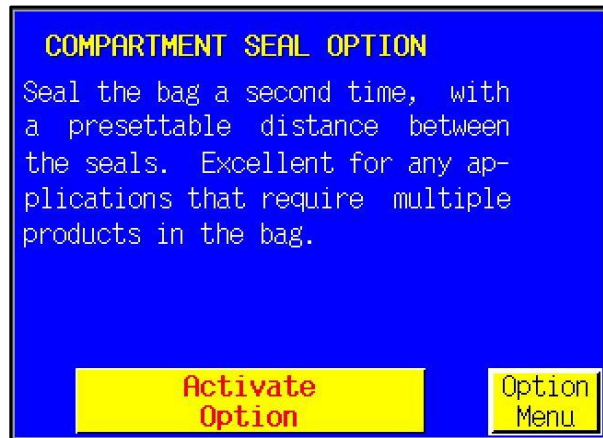 COMPARTMENT SEAL OPTION
Seal the bag a second time, with
a presettable distance between
the seals. Excellent for any ap-
plications that require multiple
products in the bag.
Activate
Option
Option
Menu